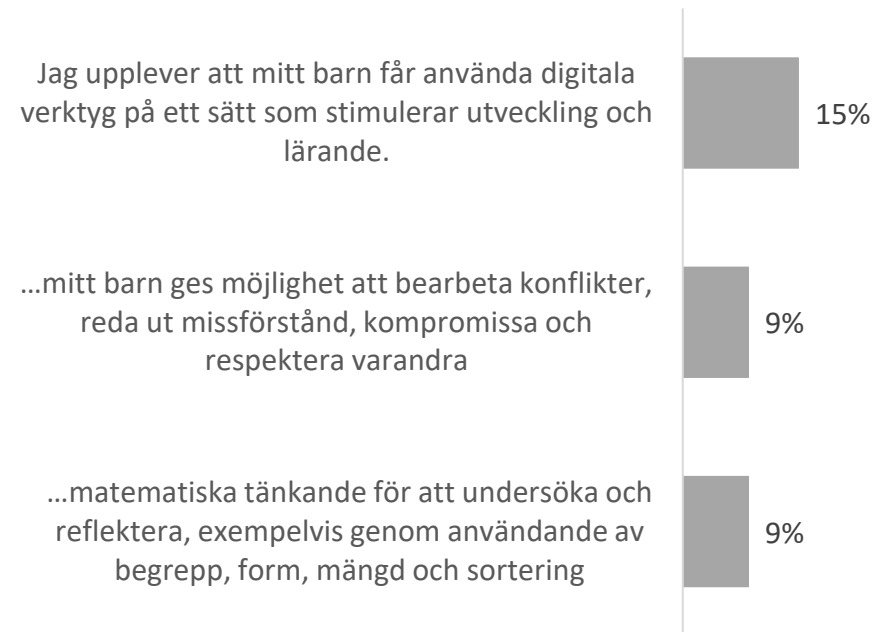 Jag upplever att mitt barn får använda digitala
verktyg på ett sätt som stimulerar utveckling och
lärande.
15%
...mitt barn ges möjlighet att bearbeta konflikter,
reda ut missförstånd, kompromissa och
respektera varandra
9%
...matematiska tänkande för att undersöka och
reflektera, exempelvis genom användande av
begrepp, form, mängd och sortering
9%